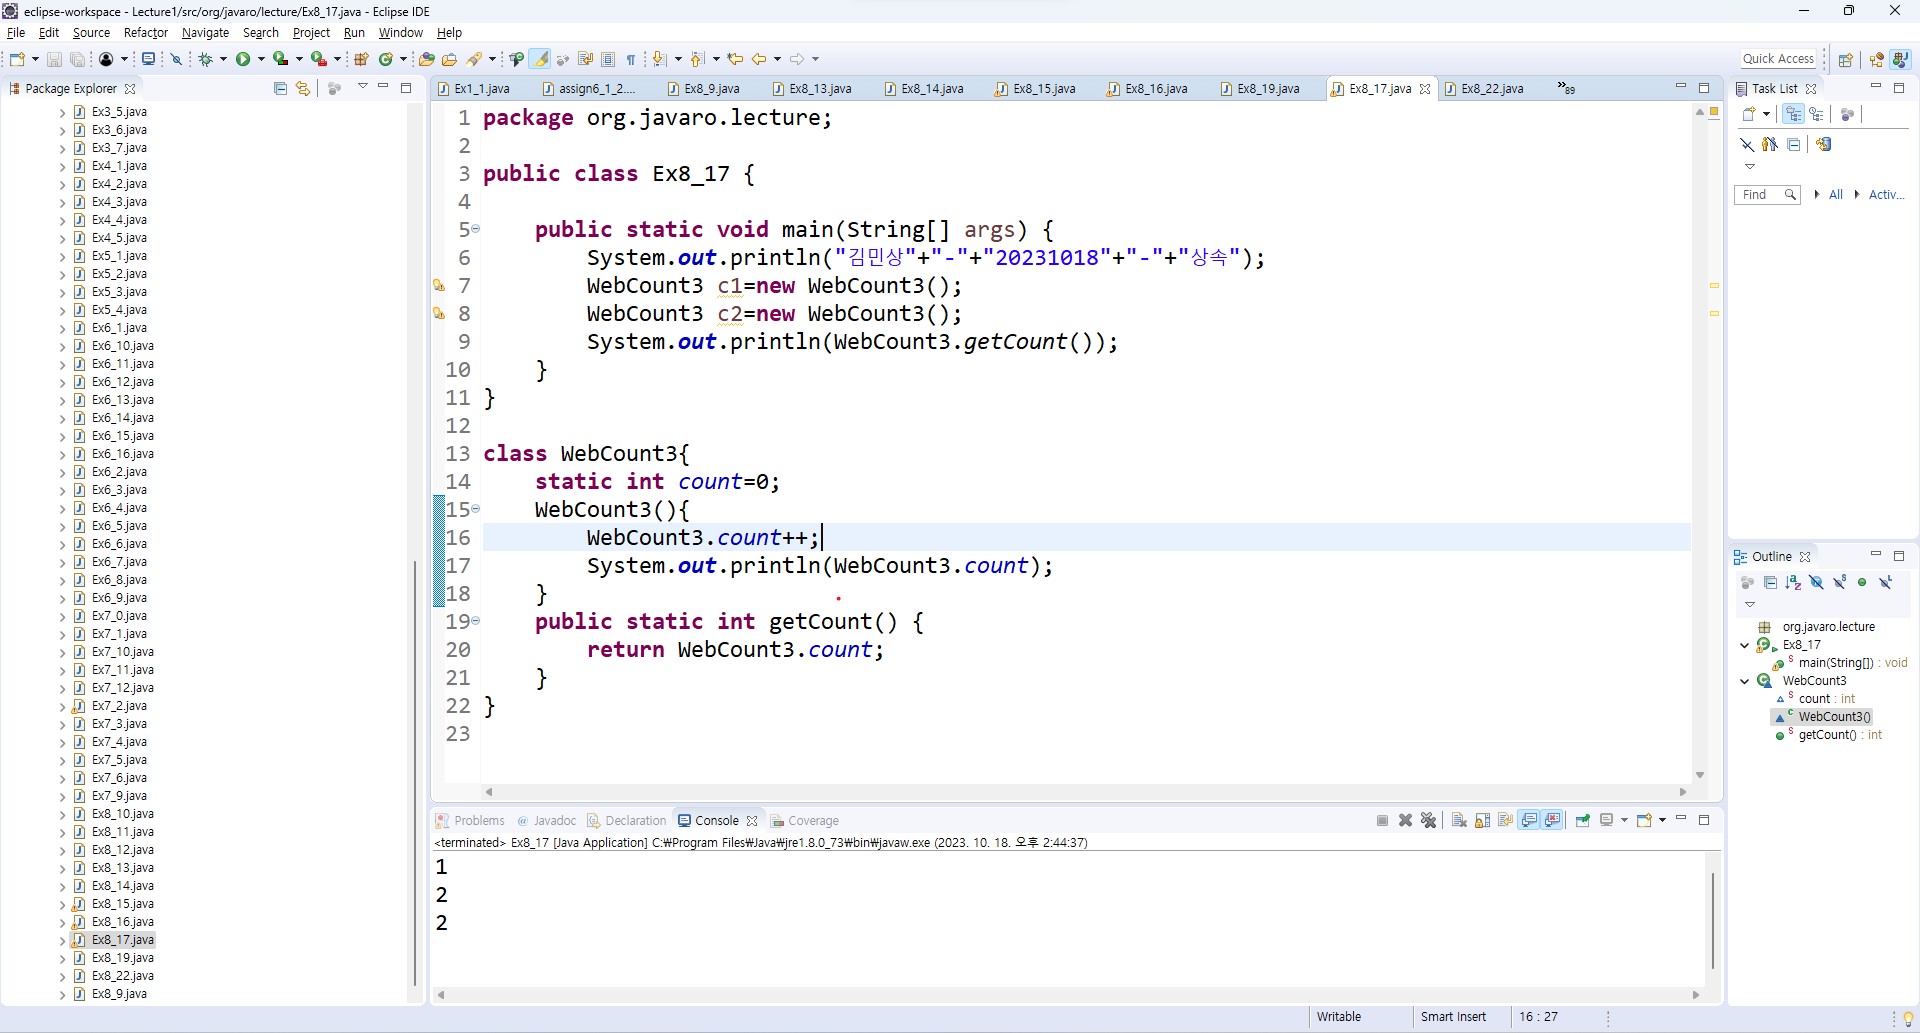 eclipse-workspace - Lecture1/src/org/javaro/lecture/Ex8_17.java - Eclipse IDE
File Edit Source Refactor Navigate Search Project Run Window Help
Quick Access
Package Explorer
Ex3_5.java
Ex3_6.java
Ex3_7.java
Ex4_1.java
Ex4_2.java
Ex4_3.java
Ex4_4.java
Ex4_5.java
Ex5_1.java
Ex5_2.java
Ex5_3.java
Ex5_4.java
Ex6_1.java
Ex6_10.java
Ex6_11.java
Ex6_12.java
Ex6_13.java
Ex6_14.java
Ex6_15.java
Ex6_16.java
Ex6_2.java
Ex6_3.java
Ex6_4.java
Ex6_5.java
Ex6_6.java
Ex6_7.java
Ex6_8.java
Ex6_9.java
Ex7_0.java
Ex7_1.java
Ex7_10.java
Ex7_11.java
Ex7_12.java
Ex7_2.java
Ex7_3.java
Ex7_4.java
Ex7_5.java
Ex7_6.java
Ex7_9.java
Ex8_10.java
Ex8_11.java
Ex8_12.java
Ex8_13.java
Ex8_14.java
Ex8_15.java
Ex8_16.java
Ex8_17.java
Ex8_19.java
Ex8_22.java
Ex8_9.java
Ex1_1.java assign6_1_2.... Ex8_9.java Ex8_13.java Ex8_14.java Ex8_15.java Ex8_16.java Ex8_19.java Ex8_17.java Ex8_22.java »89
1 package org.javaro.lecture;
2
3 public class Ex8_17 {
4
5 public static void main(String[] args) {
6 System.out.println("김민상"+"-"+"20231018"+"-"+"상속");
7 WebCount3 c1=new WebCount3();
8 WebCount3 c2=new WebCount3();
9 System.out.println(WebCount3.getCount());
10 }
11 }
12
13 class WebCount3{
14 static int count=0;
15 WebCount3(){
16 WebCount3.count++;
17 System.out.println(WebCount3.count);
18 }
19 public static int getCount() {
20 return WebCount3.count;
21 }
22 }
23
Problems @ Javadoc Declaration Console Coverage
<terminated> Ex8_17 [Java Application] C:₩Program Files₩Java₩jre1.8.0_73₩bin₩javaw.exe (2023. 10. 18. 오후 2:44:37)
1
2
2
Task List
Find All Activ...
Outline
org.javaro.lecture
Ex8_17
main(String[]) : void
WebCount3
count : int
WebCount3()
getCount() : int
Writable Smart Insert 16 : 27